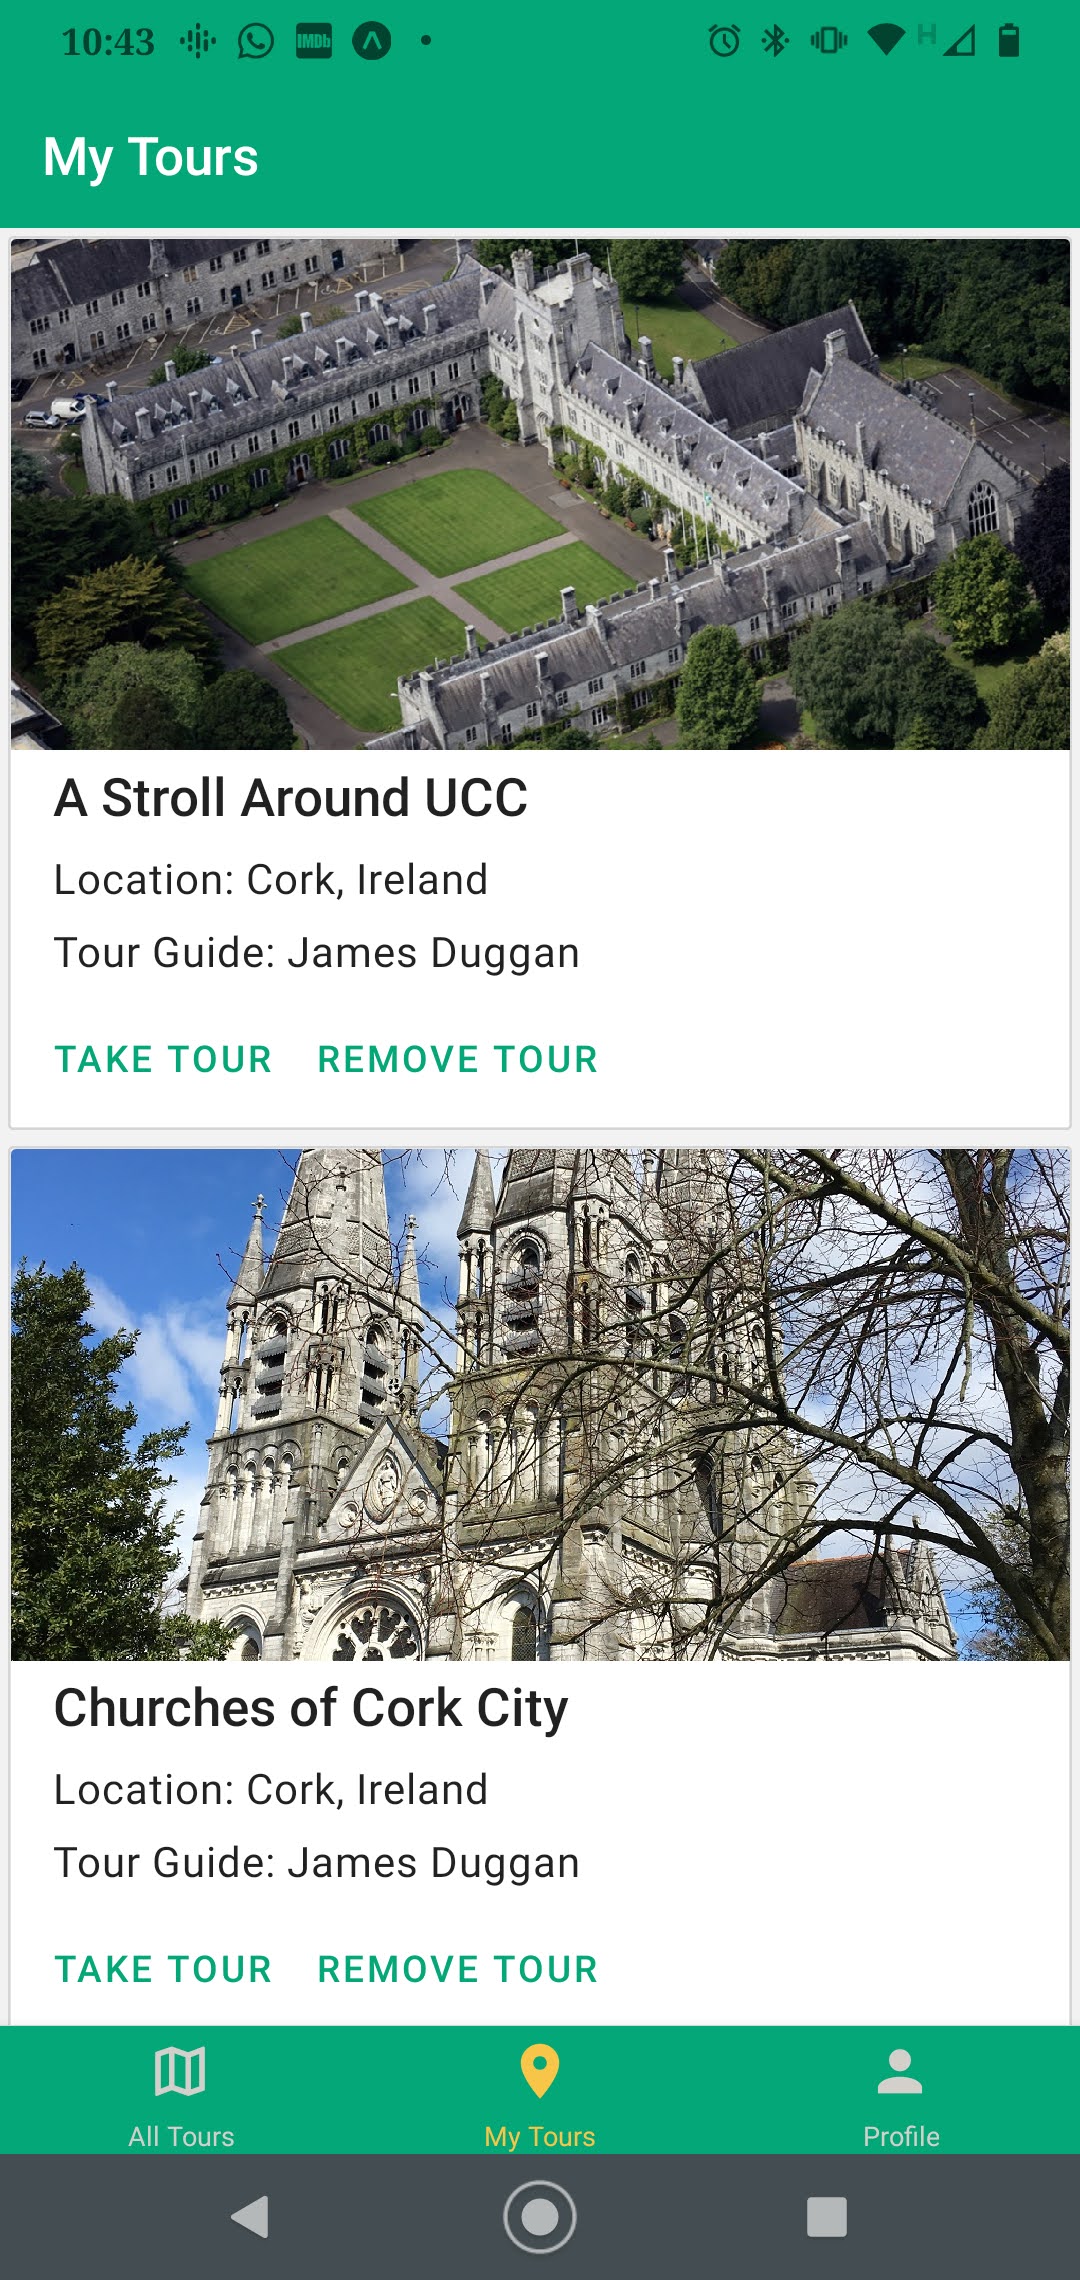 10:43 IMDb H
My Tours
A Stroll Around UCC
Location: Cork, Ireland
Tour Guide: James Duggan
TAKE TOUR REMOVE TOUR
Churches of Cork City
Location: Cork, Ireland
Tour Guide: James Duggan
TAKE TOUR REMOVE TOUR
All Tours My Tours Profile